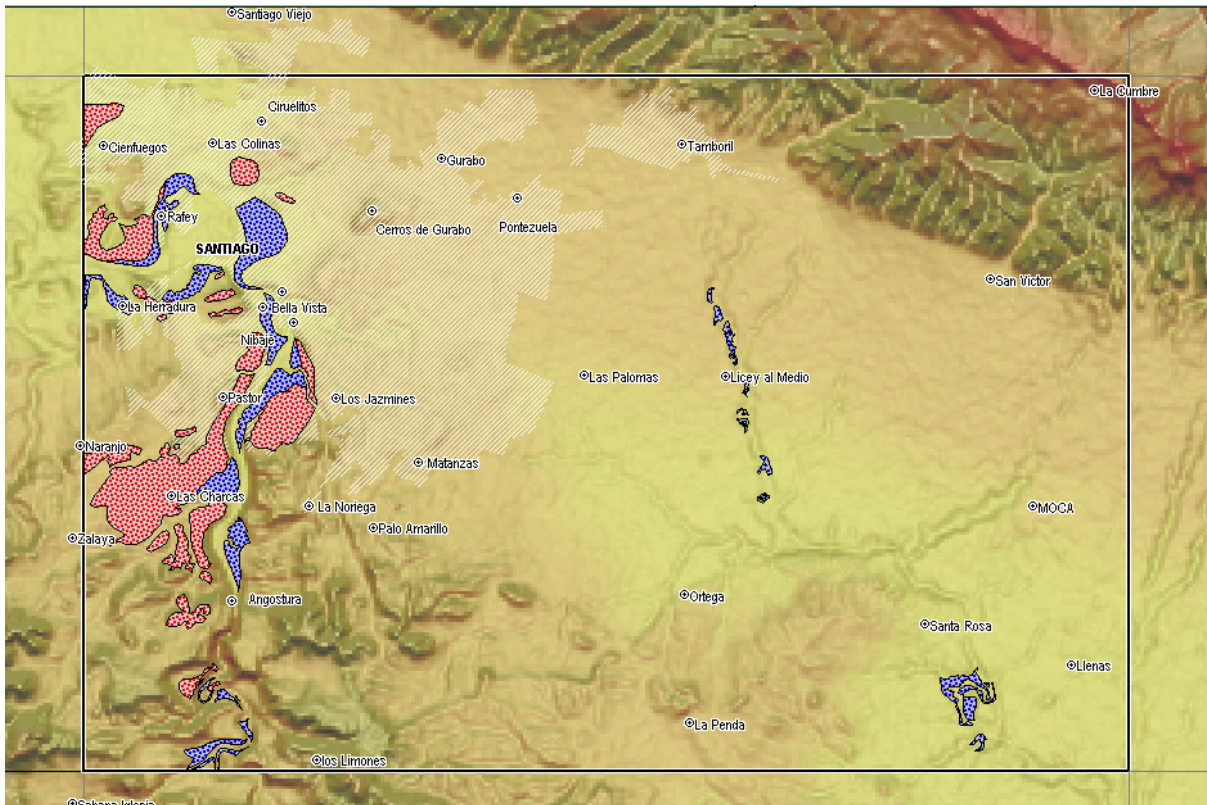 Santiago Viejo
La Cumbre
Ciruelitos
Cienfuegos
Las Colinas
Tamboril
Gurabo
Rafey
Cerros de Gurabo
Pontezuela
SANTIAGO
San Victor
La Herradura
Bella Vista
Nibaje
Las Palomas
Licey al Medio
Pastor
Los Jazmines
Naranjo
Matanzas
Las Charcas
La Noriega
MOCA
Palo Amarillo
Zalaya
Ortega
Angostura
Santa Rosa
Llenas
La Penda
los Limones
Sabana Iglesia